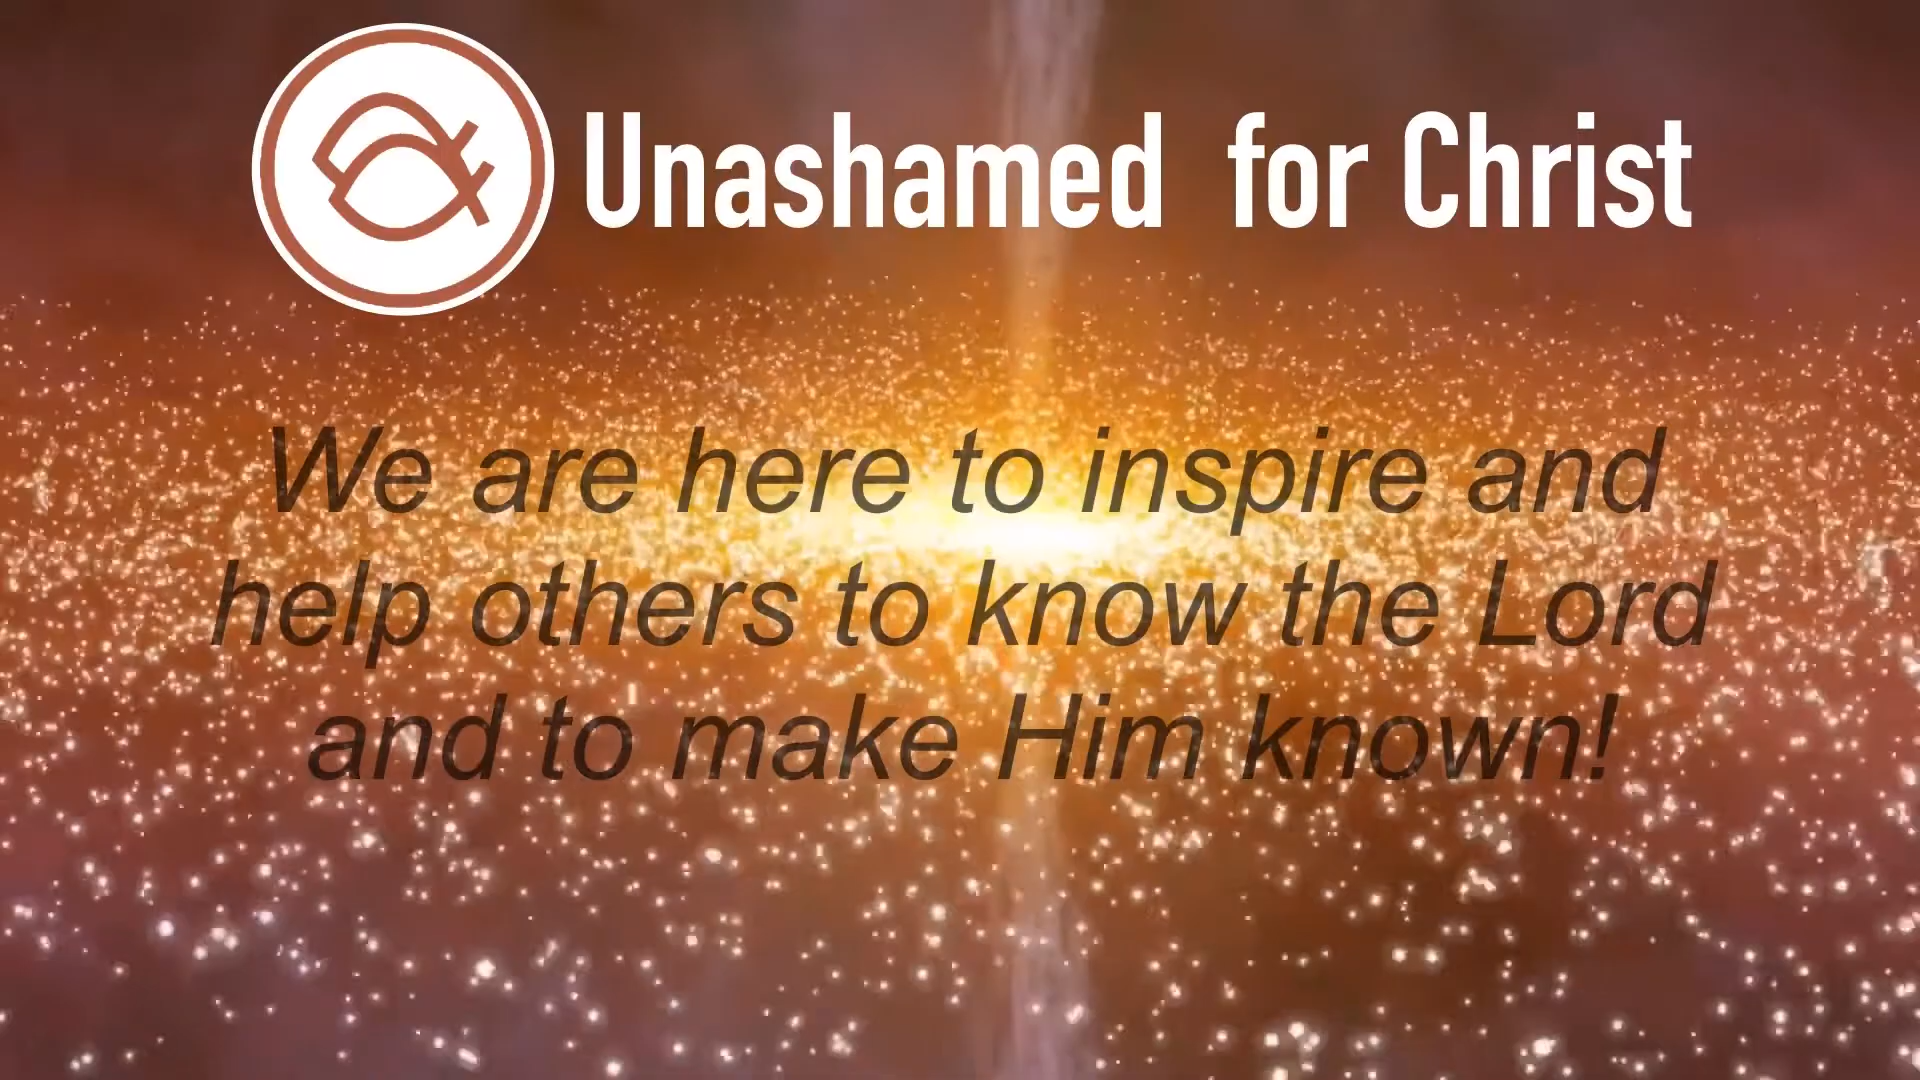 Unashamed for Christ
We are here to inspire and
help others to know the Lord
and to make Him known!